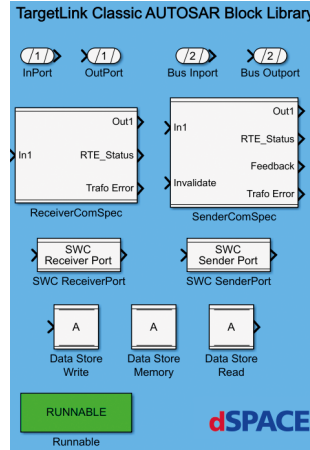 TargetLink Classic AUTOSAR Block Library
/1/ /1/ /2/ /2/
InPort OutPort Bus Inport Bus Outport
Out1
In1 RTE_Status
Trafo Error
ReceiverComSpec
Out1
In1
RTE_Status
Feedback
Invalidate
Trafo Error
SenderComSpec
SWC
Receiver Port
SWC ReceiverPort
SWC
Sender Port
SWC SenderPort
A A A
Data Store Data Store Data Store
Write Memory Read
RUNNABLE
Runnable
dSPACE